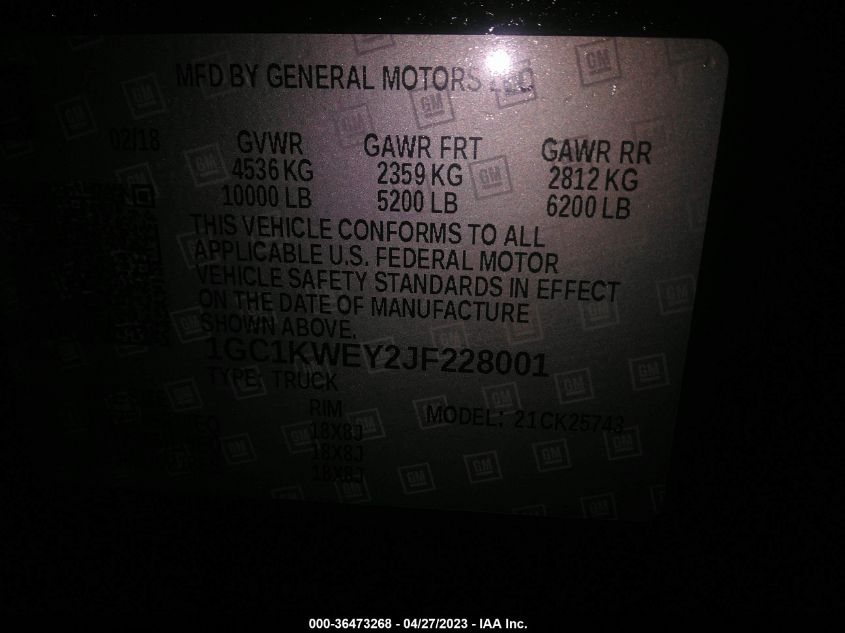 MFD BY GENERAL MOTORS LLC
02/18
GVWR GAWR FRT GAWR RR
4536 KG 2359 KG 2812 KG
10000 LB 5200 LB 6200 LB
THIS VEHICLE CONFORMS TO ALL
APPLICABLE U.S. FEDERAL MOTOR
VEHICLE SAFETY STANDARDS IN EFFECT
ON THE DATE OF MANUFACTURE
SHOWN ABOVE.
1GC1KWEY2JF228001
TYPE: TRUCK
RIM MODEL: 21CK25743
18X8J
18X8J
18X8J
000-36473268 - 04/27/2023 - IAA Inc.